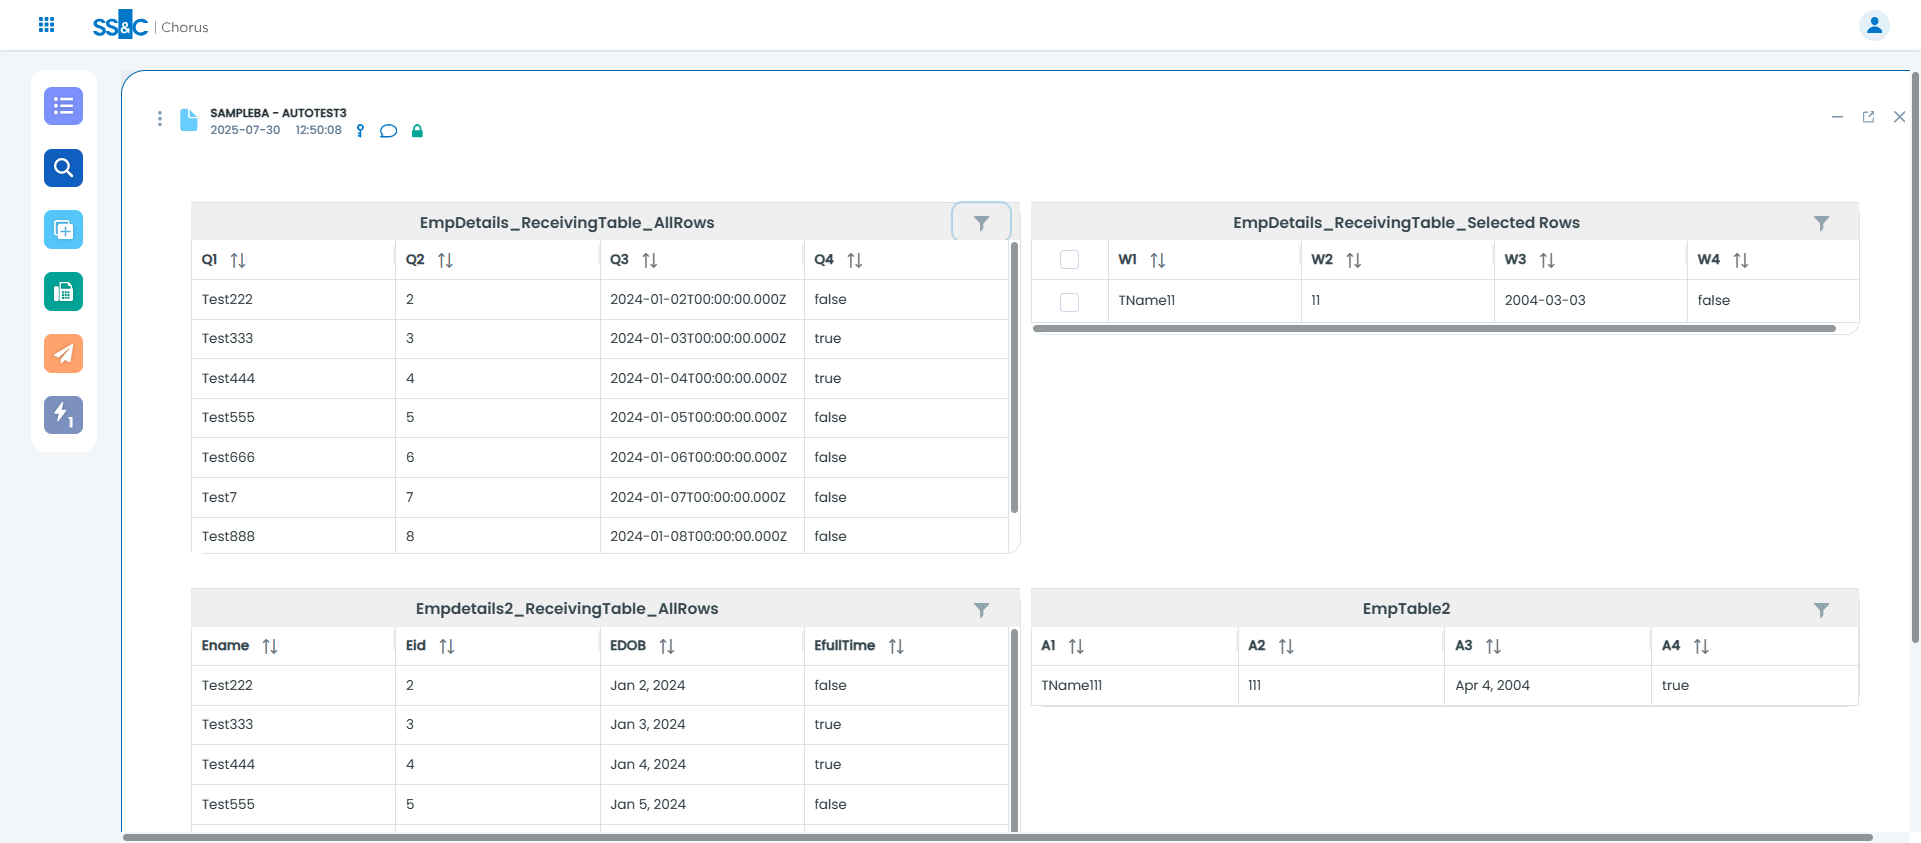 SS&C | Chorus
SAMPLEBA - AUTOTEST3
2025-07-30 12:50:08
EmpDetails_ReceivingTable_AllRows
Q1 Q2 Q3 Q4
Test222 2 2024-01-02T00:00:00.000Z false
Test333 3 2024-01-03T00:00:00.000Z true
Test444 4 2024-01-04T00:00:00.000Z true
Test555 5 2024-01-05T00:00:00.000Z false
Test666 6 2024-01-06T00:00:00.000Z false
Test7 7 2024-01-07T00:00:00.000Z false
Test888 8 2024-01-08T00:00:00.000Z false
EmpDetails_ReceivingTable_Selected Rows
W1 W2 W3 W4
TName11 11 2004-03-03 false
Empdetails2_ReceivingTable_AllRows
Ename Eid EDOB EfullTime
Test222 2 Jan 2, 2024 false
Test333 3 Jan 3, 2024 true
Test444 4 Jan 4, 2024 true
Test555 5 Jan 5, 2024 false
EmpTable2
A1 A2 A3 A4
TName111 111 Apr 4, 2004 true
1